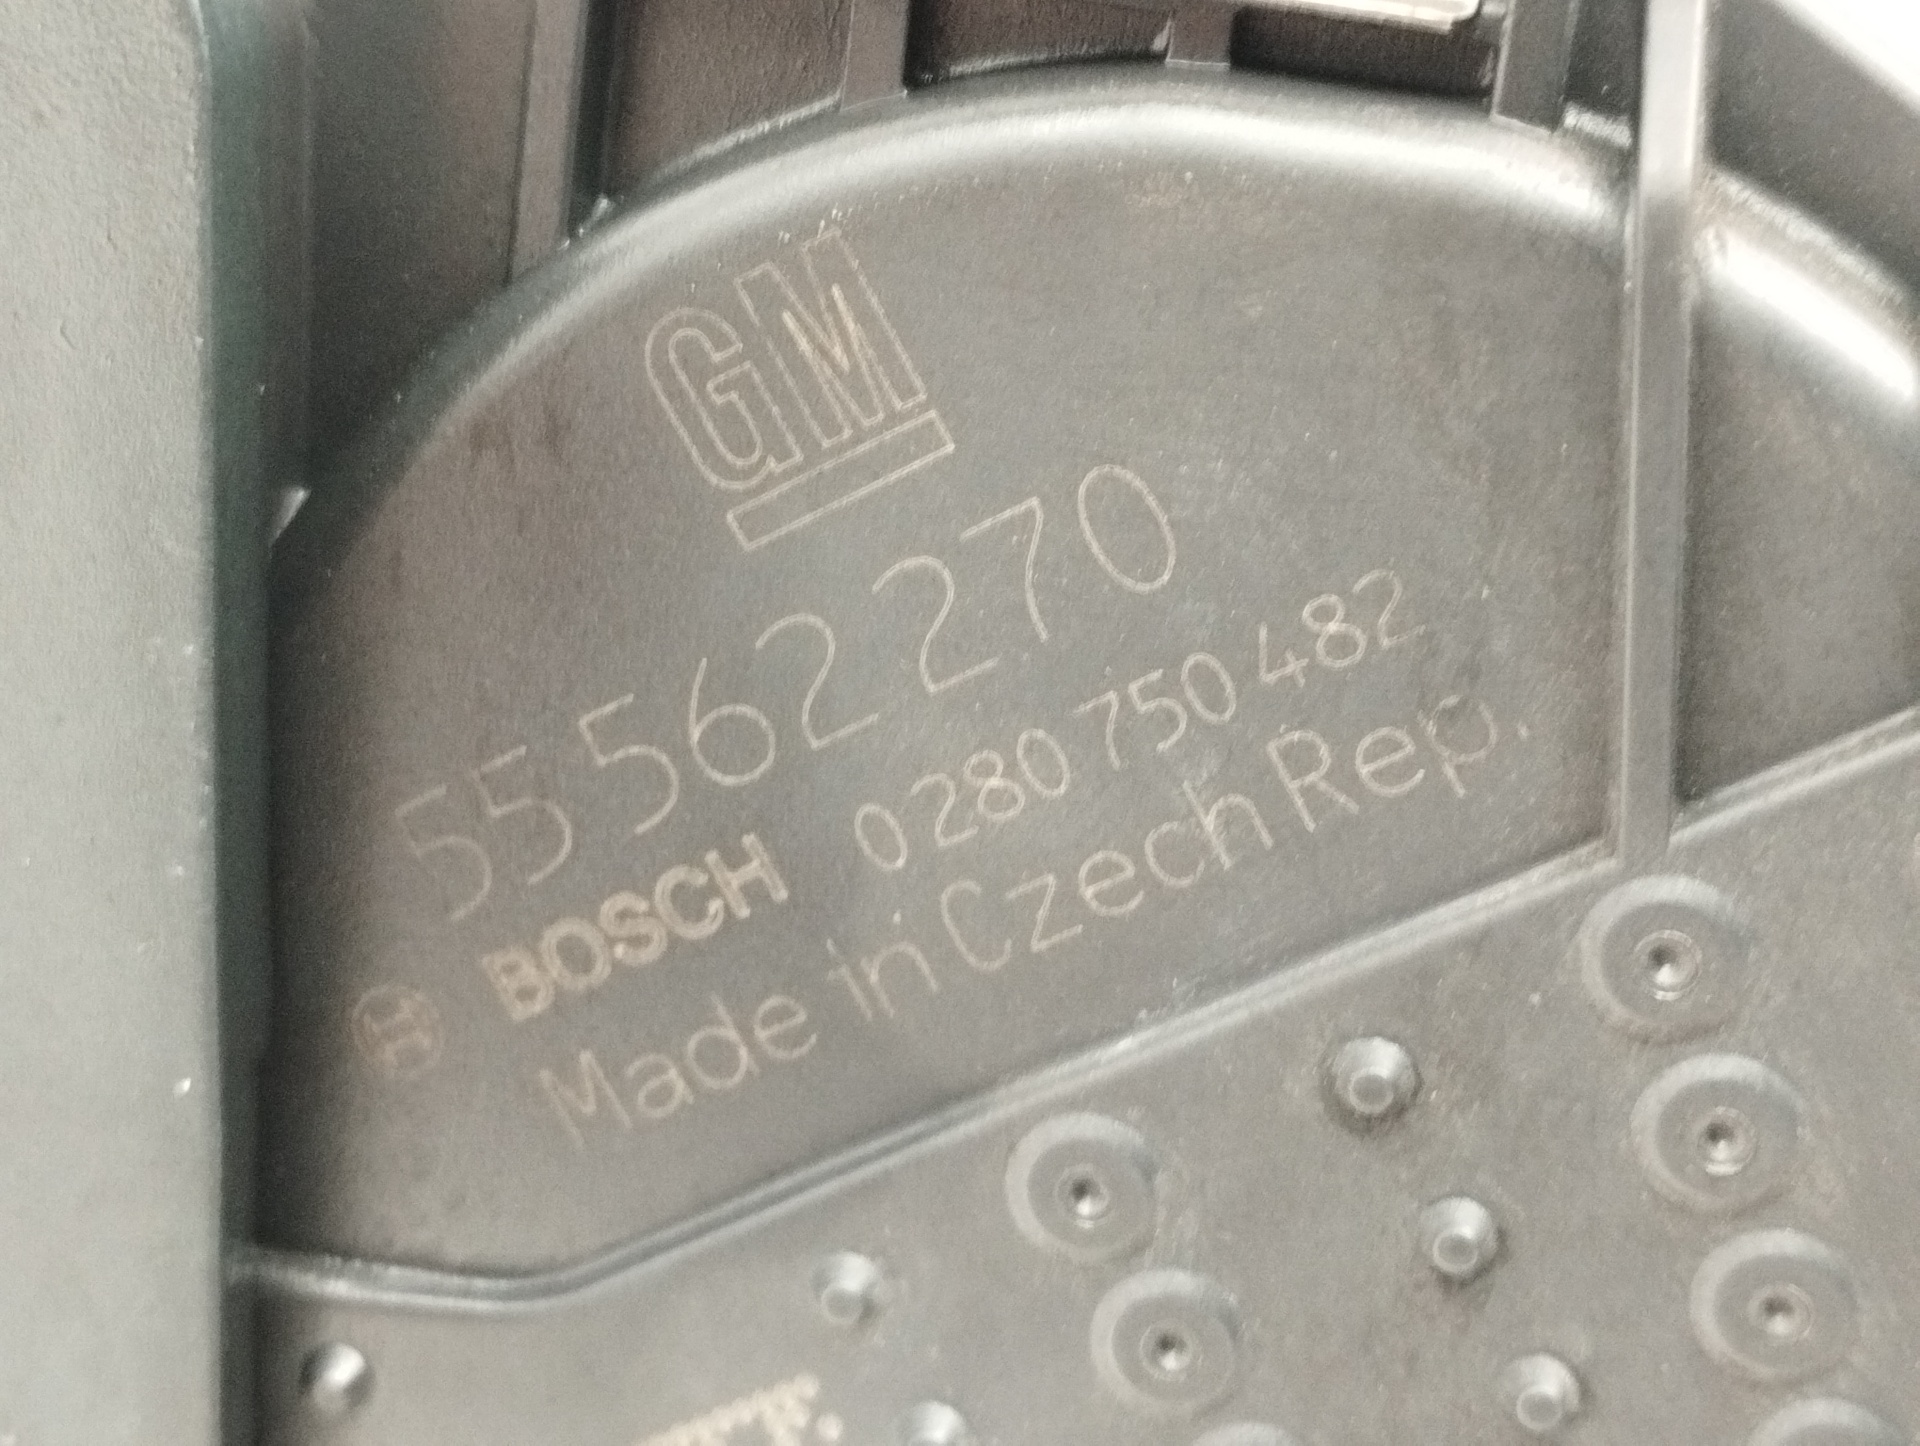 GM
55562270
BOSCH 0 280 750 482
Made in Czech Rep.